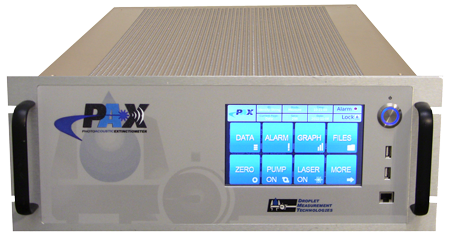 PAX
PHOTOACOUSTIC EXTINCTIOMETER
PAX
Alarm
Lock
DATA ALARM GRAPH FILES
ZERO PUMP LASER MORE
ON ON
DROPLET
MEASUREMENT
TECHNOLOGIES